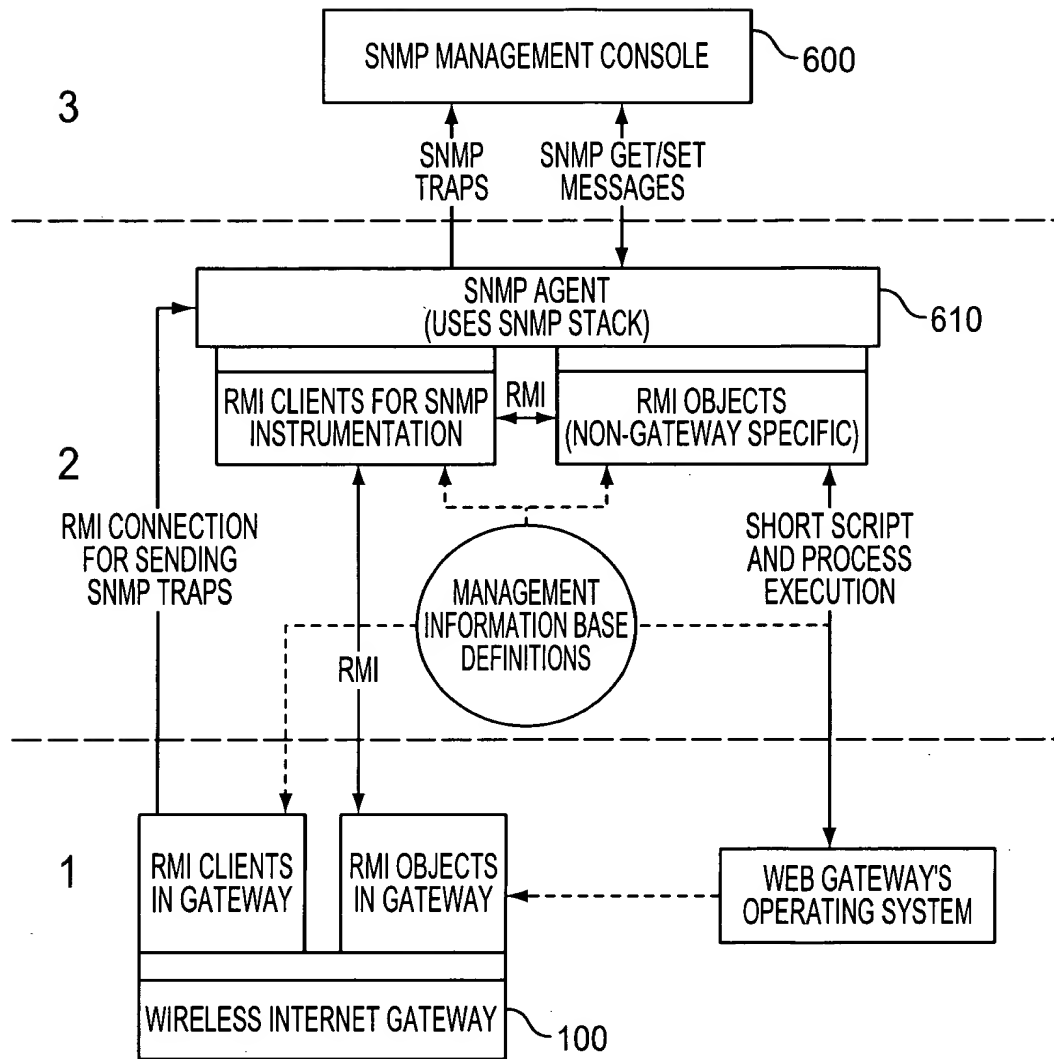 SNMP MANAGEMENT CONSOLE
600
3
SNMP
TRAPS
SNMP GET/SET
MESSAGES
SNMP AGENT
(USES SNMP STACK)
610
RMI CLIENTS FOR SNMP
INSTRUMENTATION
RMI
RMI OBJECTS
(NON-GATEWAY SPECIFIC)
2
RMI CONNECTION
FOR SENDING
SNMP TRAPS
SHORT SCRIPT
AND PROCESS
EXECUTION
MANAGEMENT
INFORMATION BASE
DEFINITIONS
RMI
1
RMI CLIENTS
IN GATEWAY
RMI OBJECTS
IN GATEWAY
WEB GATEWAY'S
OPERATING SYSTEM
WIRELESS INTERNET GATEWAY
100